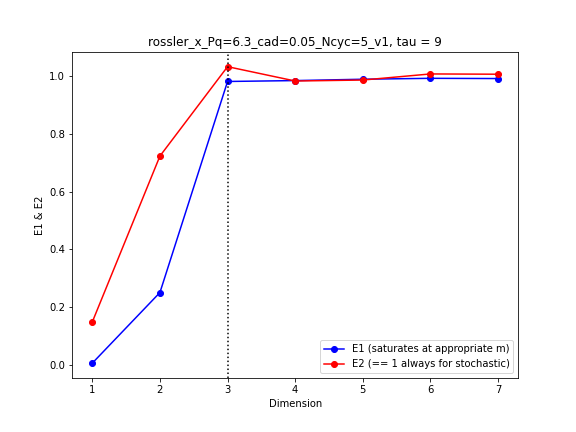 rossler_x_Pq=6.3_cad=0.05_Ncyc=5_v1, tau = 9
E1 & E2
1.0
0.8
0.6
0.4
0.2
0.0
E1 (saturates at appropriate m)
E2 (== 1 always for stochastic)
1 2 3 4 5 6 7
Dimension